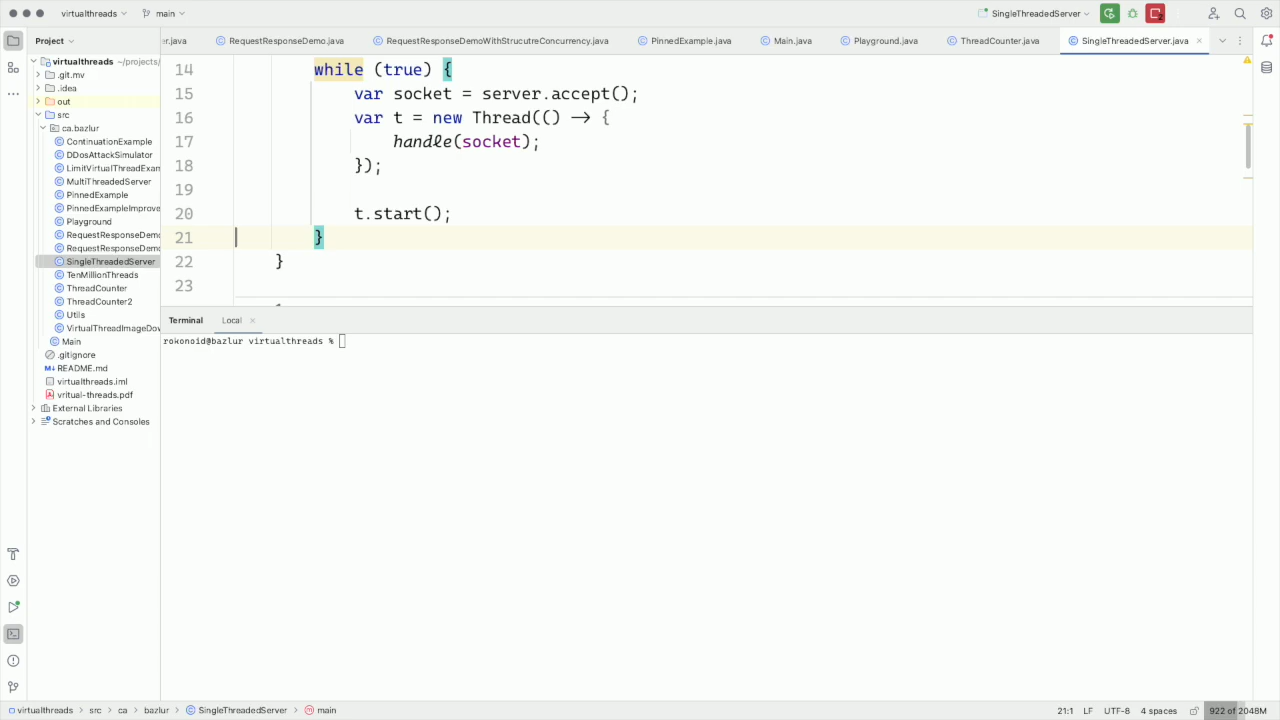 virtualthreads
main
SingleThreadedServer
Project
er.java
RequestResponseDemo.java
RequestResponseDemoWithStrucutreConcurrency.java
PinnedExample.java
Main.java
Playground.java
ThreadCounter.java
SingleThreadedServer.java
virtualthreads ~/projects/
.git.mv
.idea
out
src
ca.bazlur
ContinuationExample
DDosAttackSimulator
LimitVirtualThreadExam
MultiThreadedServer
PinnedExample
PinnedExampleImprove
Playground
RequestResponseDemo
RequestResponseDemo
SingleThreadedServer
TenMillionThreads
ThreadCounter
ThreadCounter2
Utils
VirtualThreadImageDow
Main
.gitignore
README.md
virtualthreads.iml
vritual-threads.pdf
External Libraries
Scratches and Consoles
14 while (true) {
15 var socket = server.accept();
16 var t = new Thread(() -> {
17 handle(socket);
18 });
19
20 t.start();
21 }
22 }
23
Terminal Local
rokonoid@bazlur virtualthreads %
virtualthreads > src > ca > bazlur > SingleThreadedServer > main
21:1 LF UTF-8 4 spaces 922 of 2048M